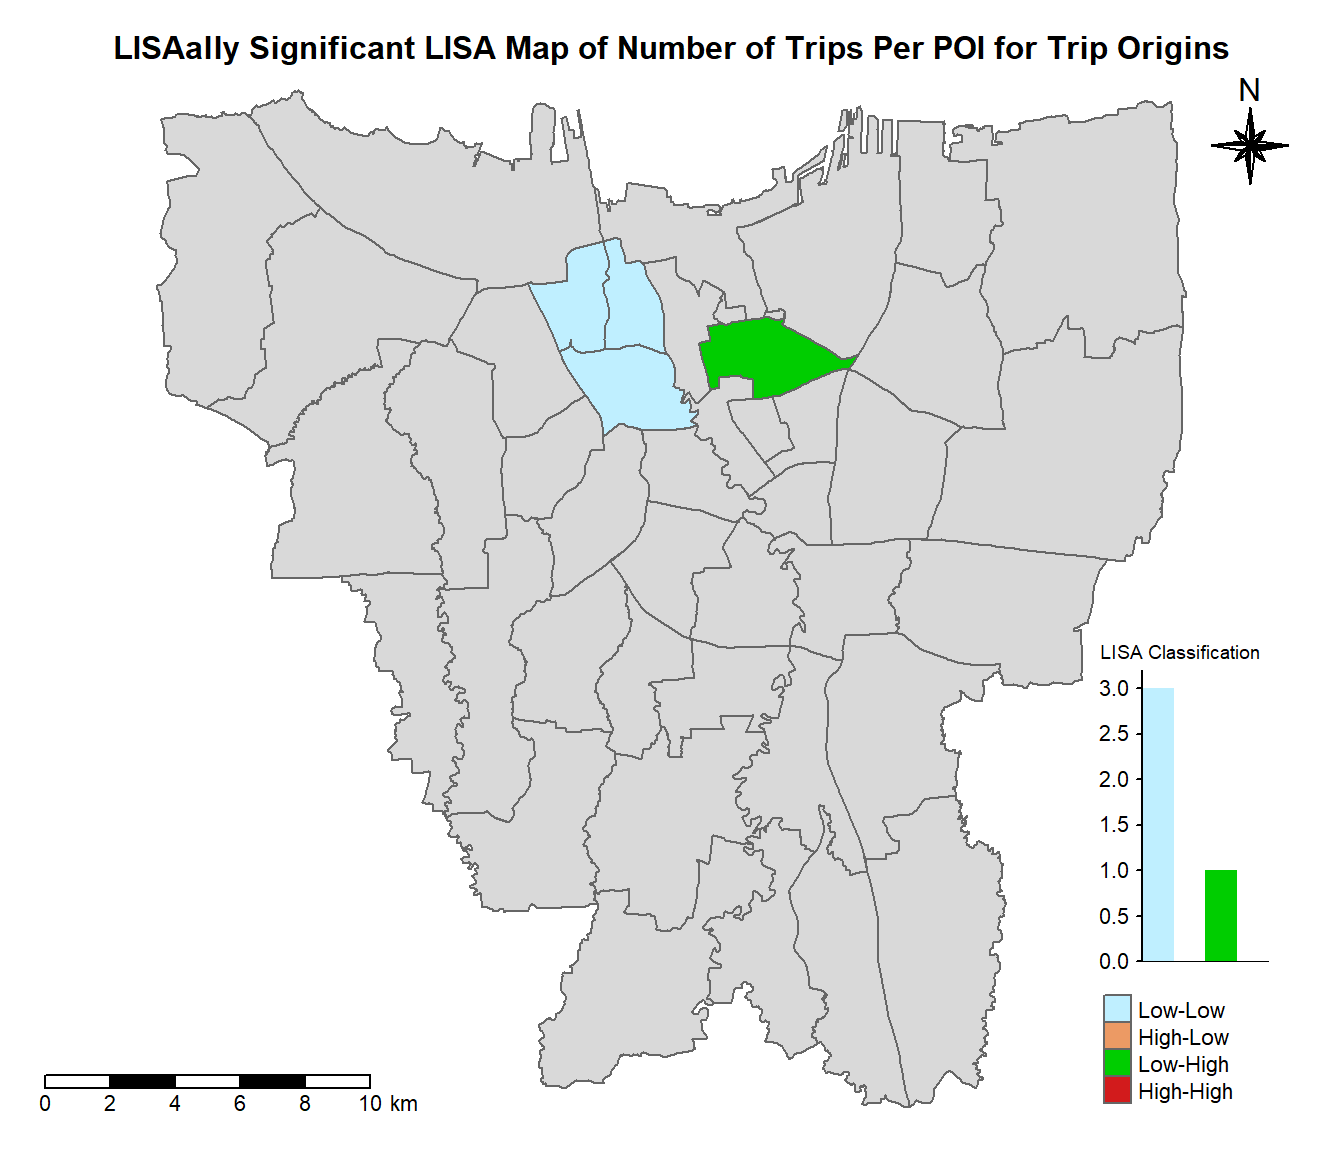 LISAally Significant LISA Map of Number of Trips Per POI for Trip Origins
N
LISA Classification
3.0
2.5
2.0
1.5
1.0
0.5
0.0
Low-Low
High-Low
Low-High
High-High
0 2 4 6 8 10 km